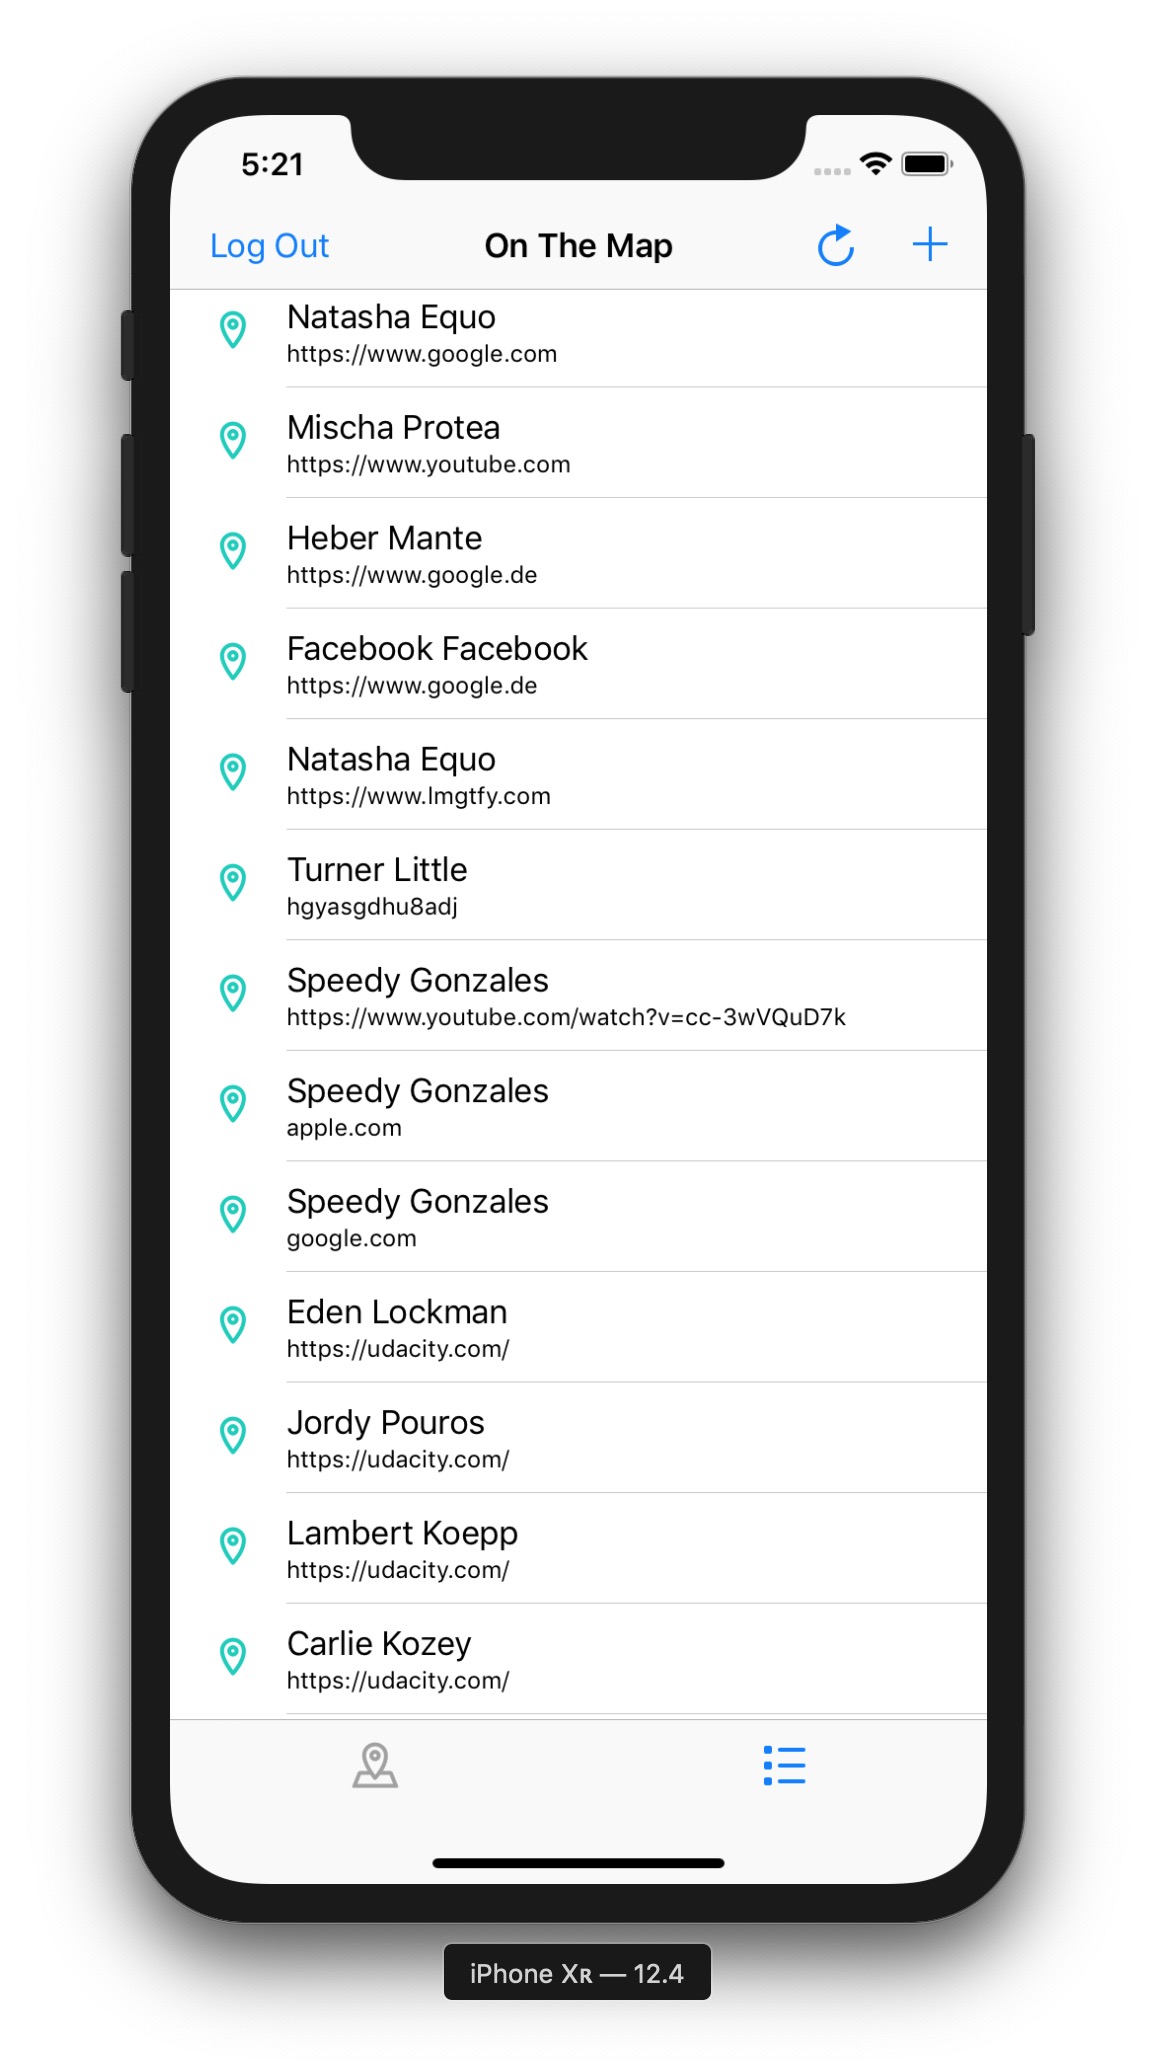 5:21
Log Out On The Map
Natasha Equo
https://www.google.com
Mischa Protea
https://www.youtube.com
Heber Mante
https://www.google.de
Facebook Facebook
https://www.google.de
Natasha Equo
https://www.lmgtfy.com
Turner Little
hgyasgdhu8adj
Speedy Gonzales
https://www.youtube.com/watch?v=cc-3wVQuD7k
Speedy Gonzales
apple.com
Speedy Gonzales
google.com
Eden Lockman
https://udacity.com/
Jordy Pouros
https://udacity.com/
Lambert Koepp
https://udacity.com/
Carlie Kozey
https://udacity.com/
iPhone Xʀ — 12.4